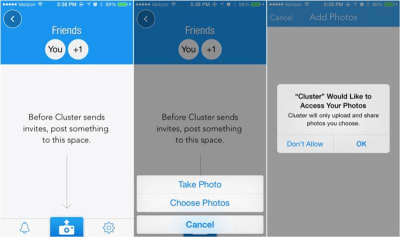 ●●●●● Verizon 5:38 PM 86%
Friends
You +1
Before Cluster sends
invites, post something
to this space.
●●●●● Verizon 5:38 PM 86%
Friends
You +1
Before Cluster sends
invites, post something
to this space.
Take Photo
Choose Photos
Cancel
Verizon 5:38 PM
Cancel Add Photos
“Cluster” Would Like to
Access Your Photos
Cluster will only upload and share
photos you choose.
Don't Allow OK